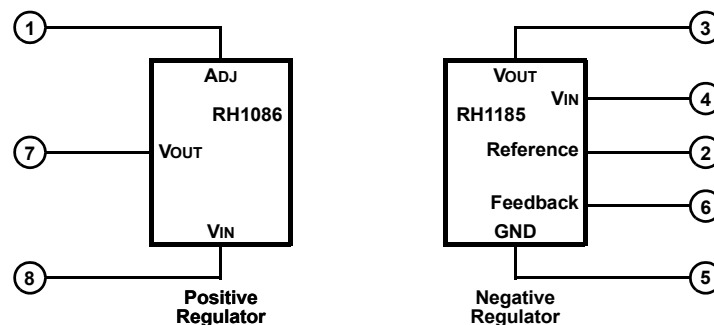 1
ADJ
RH1086
7
VOUT
VIN
8
Positive
Regulator
3
VOUT
VIN
4
RH1185
Reference
2
Feedback
6
GND
5
Negative
Regulator